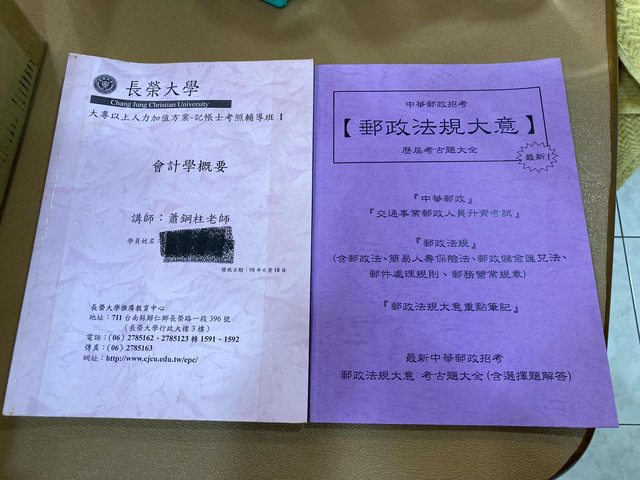 長榮大學
Chang Jung Christian University
大專以上人力加值方案-記帳士考照輔導班 I
會計學概要
講師：蕭鋼柱老師
學員姓名：
發放日期：98 年 6 月 18 日
長榮大學推廣教育中心
地址：711 台南縣歸仁鄉長榮路一段 396 號
（長榮大學行政大樓 3 樓）
電話：(06) 2785162、2785123 轉 1591、1592
傳真：(06) 2785163
網址：http://www.cjcu.edu.tw/epc/
中華郵政招考
【郵政法規大意】
歷屆考古題大全
最新!
『中華郵政』
『交通事業郵政人員升資考試』
『郵政法規』
(含郵政法、簡易人壽保險法、郵政儲金匯兌法、
郵件處理規則、郵務營業規章)
『郵政法規大意重點筆記』
最新中華郵政招考
郵政法規大意 考古題大全(含選擇題解答)